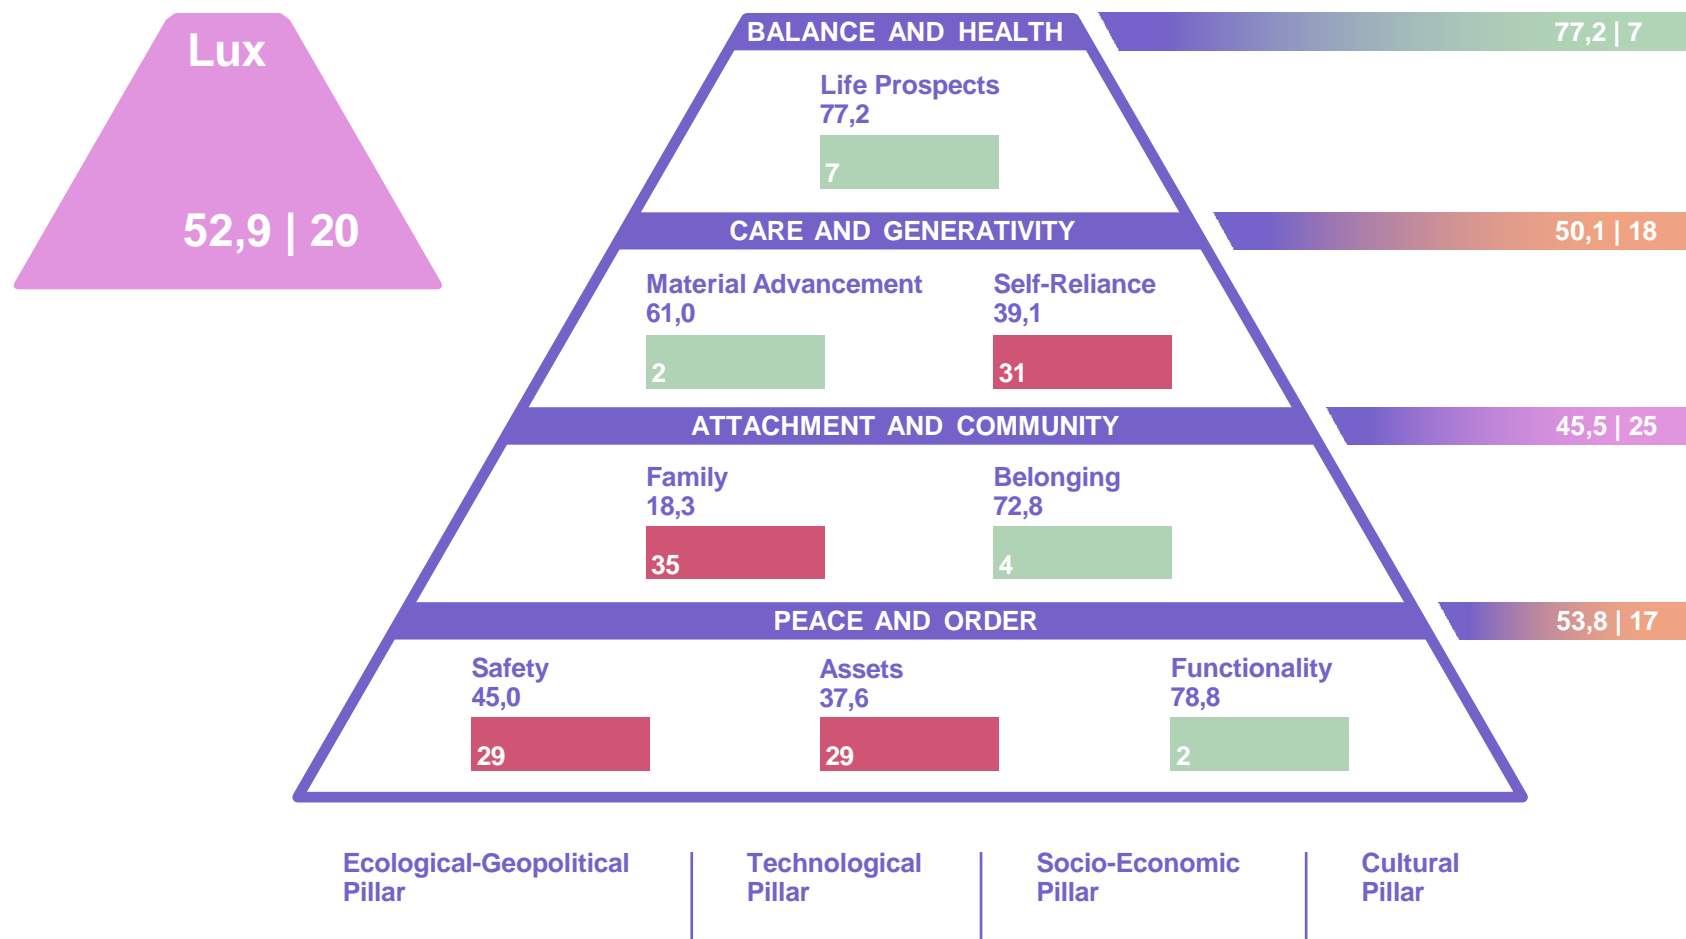 Lux
52,9 | 20
BALANCE AND HEALTH
77,2 | 7
Life Prospects
77,2
7
CARE AND GENERATIVITY
50,1 | 18
Material Advancement
61,0
2
Self-Reliance
39,1
31
ATTACHMENT AND COMMUNITY
45,5 | 25
Family
18,3
35
Belonging
72,8
4
PEACE AND ORDER
53,8 | 17
Safety
45,0
29
Assets
37,6
29
Functionality
78,8
2
Ecological-Geopolitical
Pillar
Technological
Pillar
Socio-Economic
Pillar
Cultural
Pillar